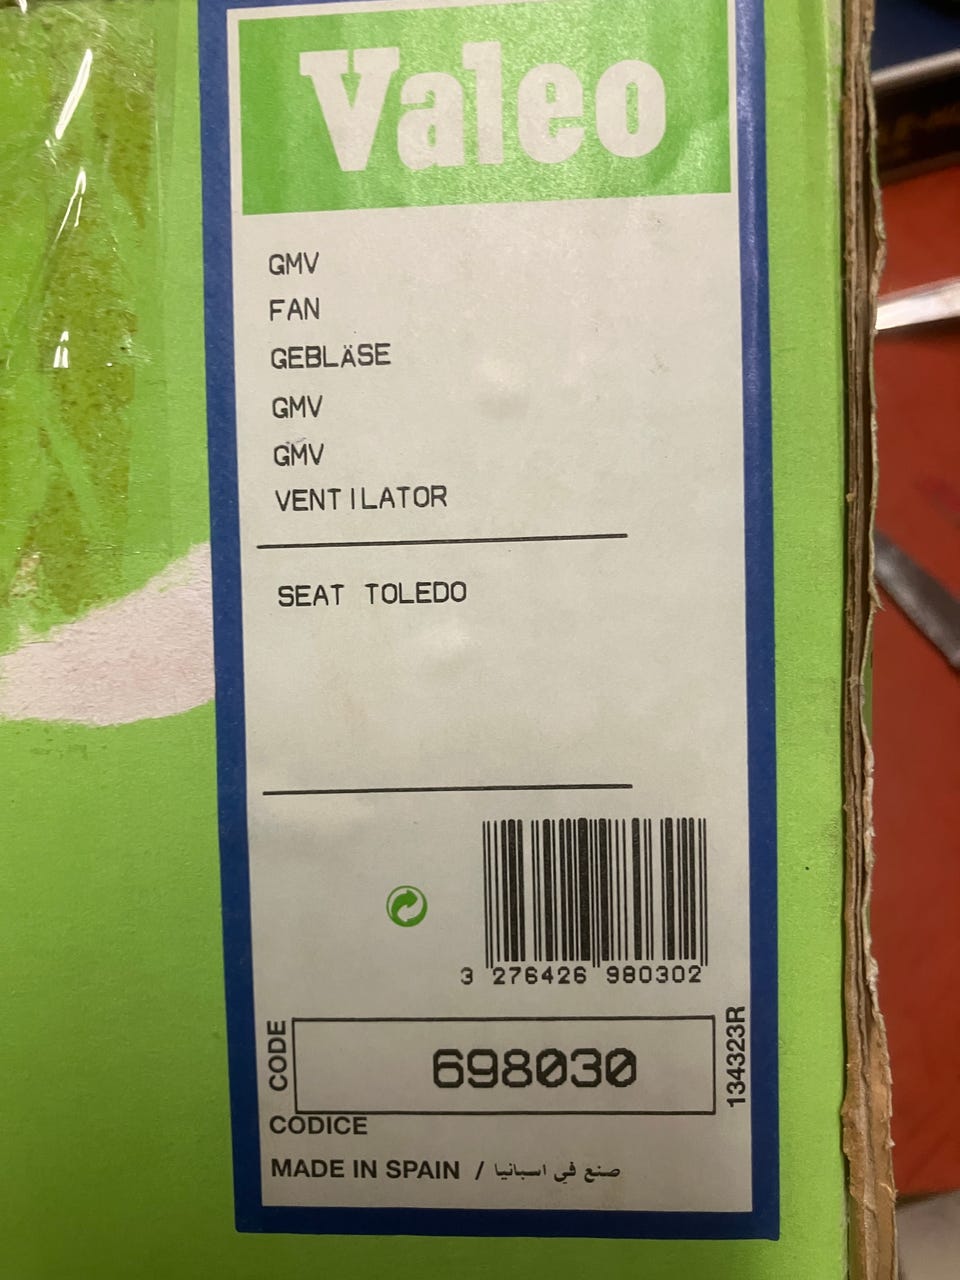 Valeo
GMV
FAN
GEBLÄSE
GMV
GMV
VENTILATOR
SEAT TOLEDO
3 276426 980302
CODE
698030
134323R
CODICE
MADE IN SPAIN / صنع في اسبانيا